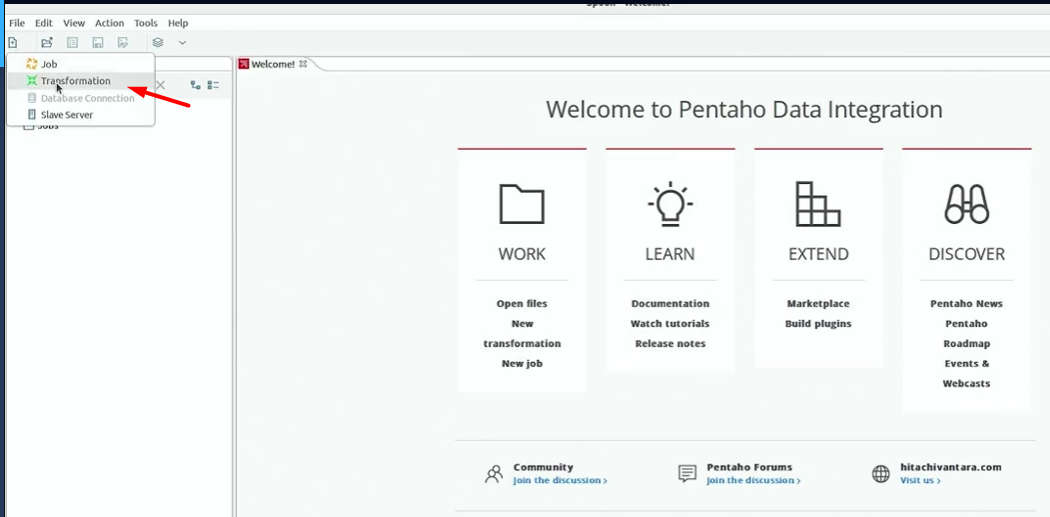 Spoon - Welcome!
File Edit View Action Tools Help
Job
Transformation
Database Connection
Slave Server
Jobs
Welcome!
Welcome to Pentaho Data Integration
WORK
Open files
New
transformation
New job
LEARN
Documentation
Watch tutorials
Release notes
EXTEND
Marketplace
Build plugins
DISCOVER
Pentaho News
Pentaho
Roadmap
Events &
Webcasts
Community
Join the discussion ›
Pentaho Forums
Join the discussion ›
hitachivantara.com
Visit us ›